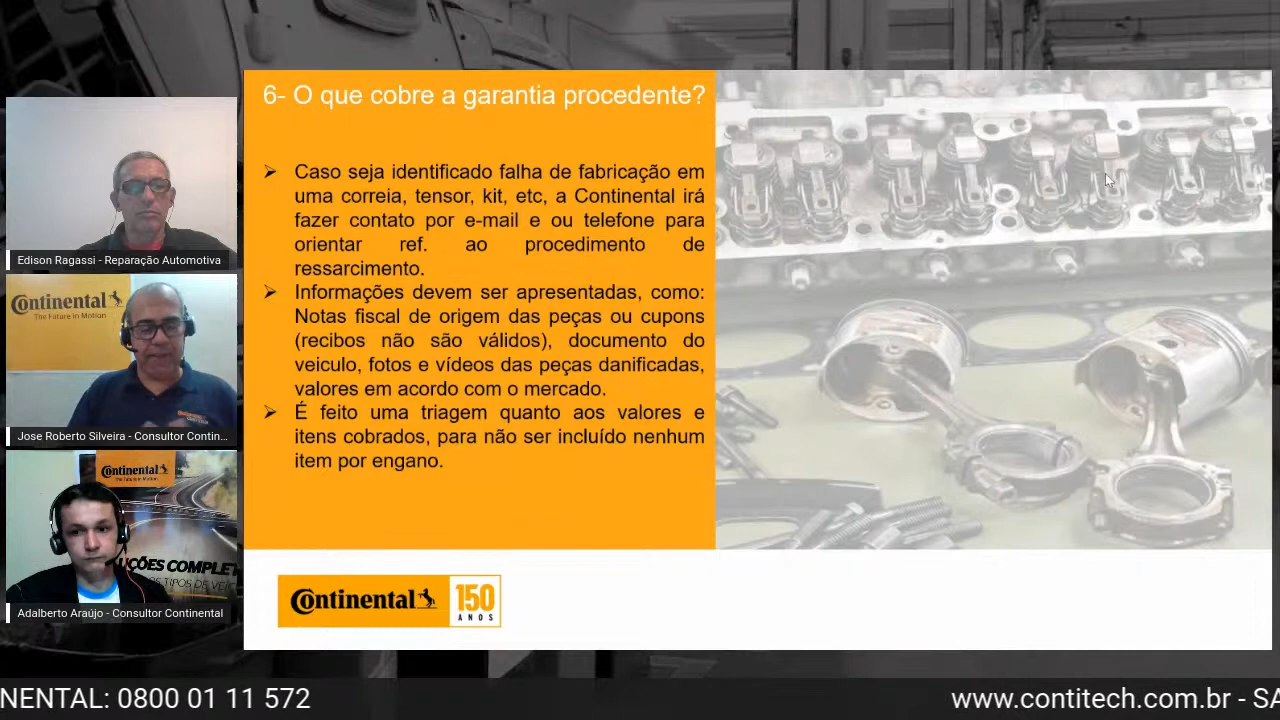 6- O que cobre a garantia procedente?
Caso seja identificado falha de fabricação em
uma correia, tensor, kit, etc, a Continental irá
fazer contato por e-mail e ou telefone para
orientar ref. ao procedimento de
ressarcimento.
Informações devem ser apresentadas, como:
Notas fiscal de origem das peças ou cupons
(recibos não são válidos), documento do
veiculo, fotos e vídeos das peças danificadas,
valores em acordo com o mercado.
É feito uma triagem quanto aos valores e
itens cobrados, para não ser incluído nenhum
item por engano.
Edison Ragassi - Reparação Automotiva
Continental
The Future in Motion
Jose Roberto Silveira - Consultor Contin...
Continental
The Future in Motion
UÇÕES COMPLET
OS TIPOS DE VEÍC
Adalberto Araújo - Consultor Continental
Continental
150
ANOS
NENTAL: 0800 01 11 572
www.contitech.com.br - SA